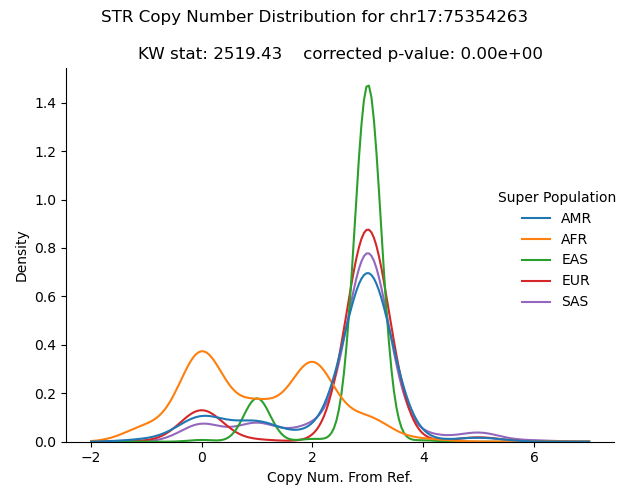 STR Copy Number Distribution for chr17:75354263
KW stat: 2519.43    corrected p-value: 0.00e+00
Density
1.4
1.2
1.0
0.8
0.6
0.4
0.2
0.0
−2
0
2
4
6
Copy Num. From Ref.
Super Population
AMR
AFR
EAS
EUR
SAS